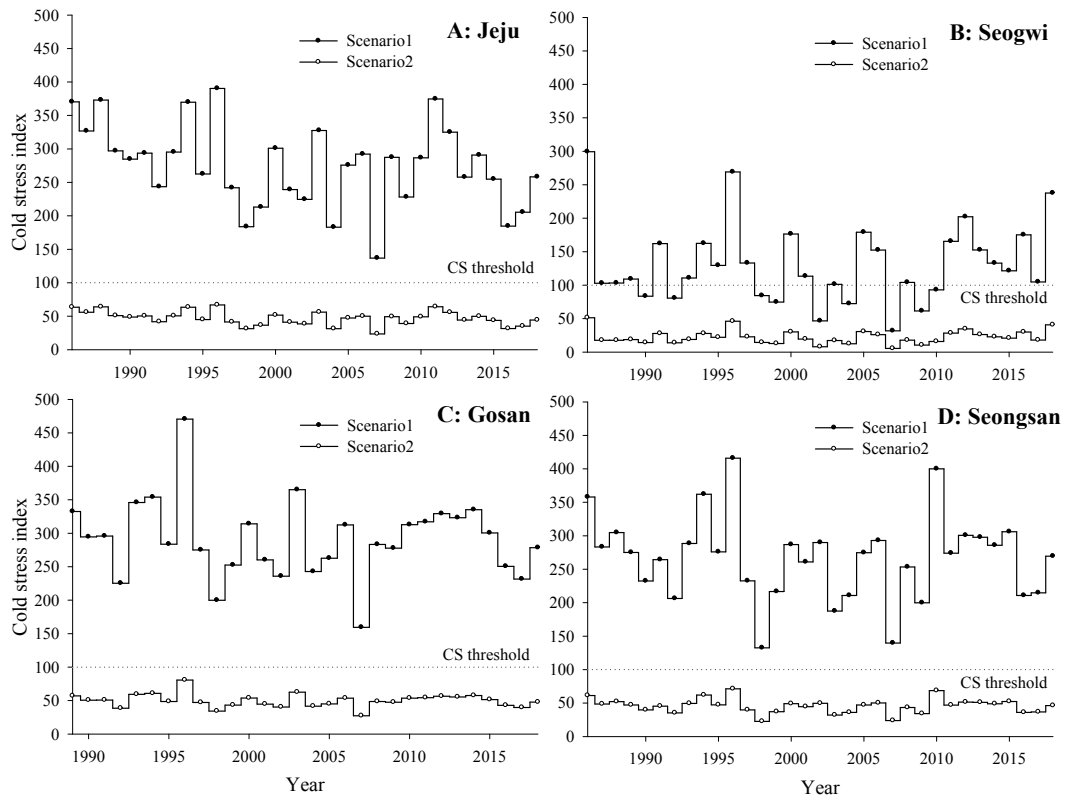 A: Jeju
Scenario1
Scenario2
500
450
400
350
300
250
200
150
100
50
0
Cold stress index
CS threshold
1990 1995 2000 2005 2010 2015
B: Seogwi
Scenario1
Scenario2
500
450
400
350
300
250
200
150
100
50
0
CS threshold
1990 1995 2000 2005 2010 2015
C: Gosan
Scenario1
Scenario2
500
450
400
350
300
250
200
150
100
50
0
Cold stress index
CS threshold
1990 1995 2000 2005 2010 2015
Year
D: Seongsan
Scenario1
Scenario2
500
450
400
350
300
250
200
150
100
50
0
CS threshold
1990 1995 2000 2005 2010 2015
Year